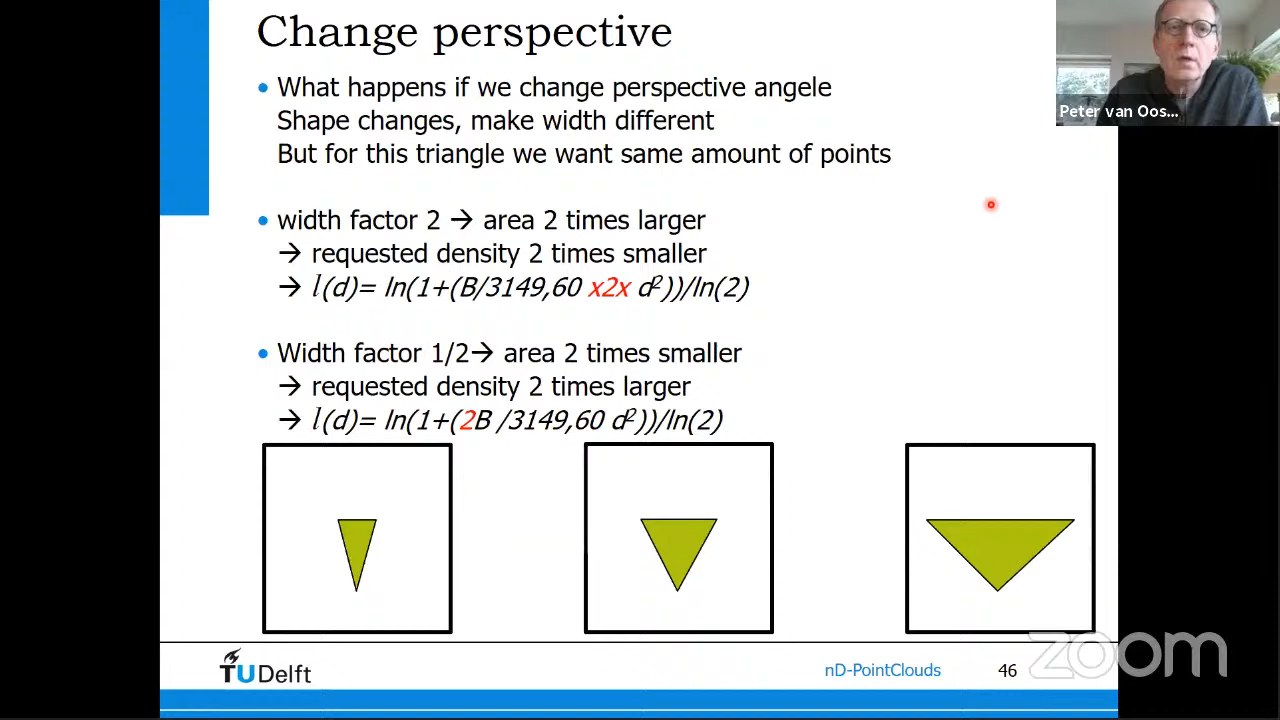 Change perspective
Peter van Oos...
• What happens if we change perspective angele
Shape changes, make width different
But for this triangle we want same amount of points
• width factor 2 → area 2 times larger
→ requested density 2 times smaller
→ l(d)= ln(1+(B/3149,60 x2x d²))/ln(2)
• Width factor 1/2→ area 2 times smaller
→ requested density 2 times larger
→ l(d)= ln(1+(2B /3149,60 d²))/ln(2)
TUDelft
nD-PointClouds
46
zoom